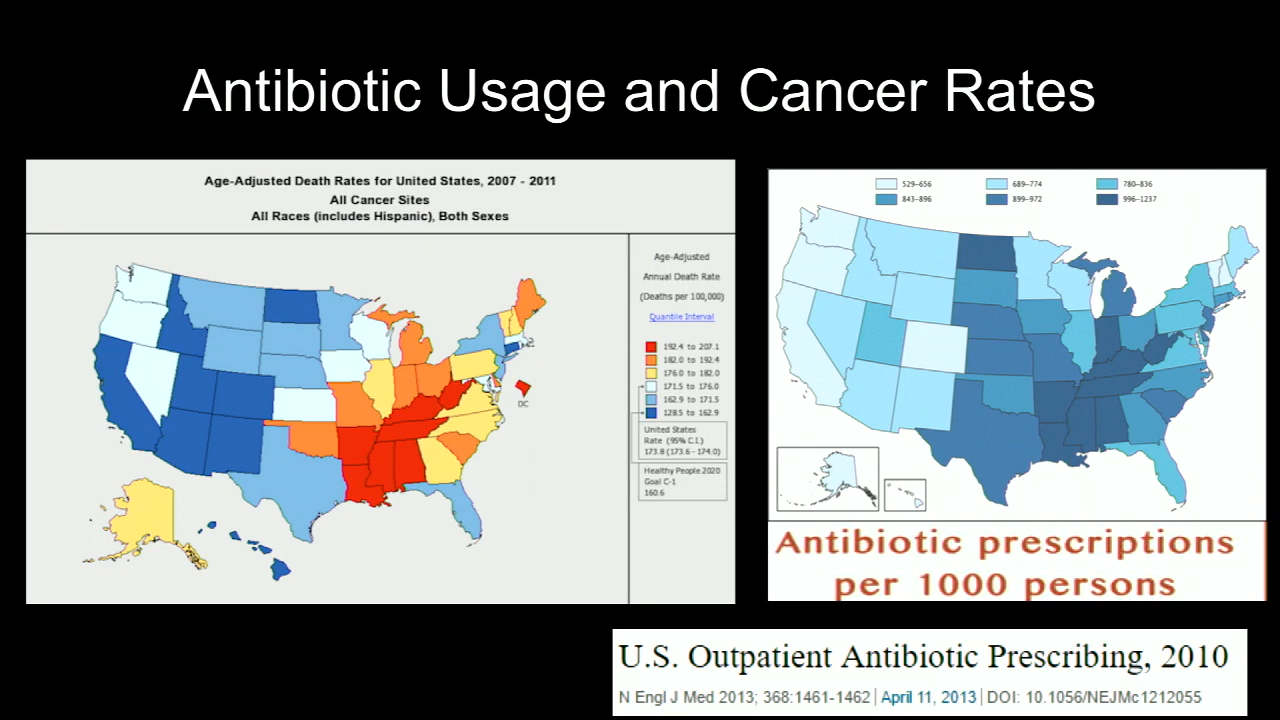 Antibiotic Usage and Cancer Rates
Age-Adjusted Death Rates for United States, 2007 - 2011
All Cancer Sites
All Races (includes Hispanic), Both Sexes
Age-Adjusted
Annual Death Rate
(Deaths per 100,000)
Quantile Interval
192.4 to 207.1
182.0 to 192.4
176.0 to 182.0
171.5 to 176.0
162.9 to 171.5
128.5 to 162.9
United States
Rate (95% C.I.)
173.8 (173.6 - 174.0)
Healthy People 2020
Goal C-1
160.6
DC
529–656 689–774 780–836
843–896 899–972 996–1237
Antibiotic prescriptions
per 1000 persons
U.S. Outpatient Antibiotic Prescribing, 2010
N Engl J Med 2013; 368:1461-1462 | April 11, 2013 | DOI: 10.1056/NEJMc1212055